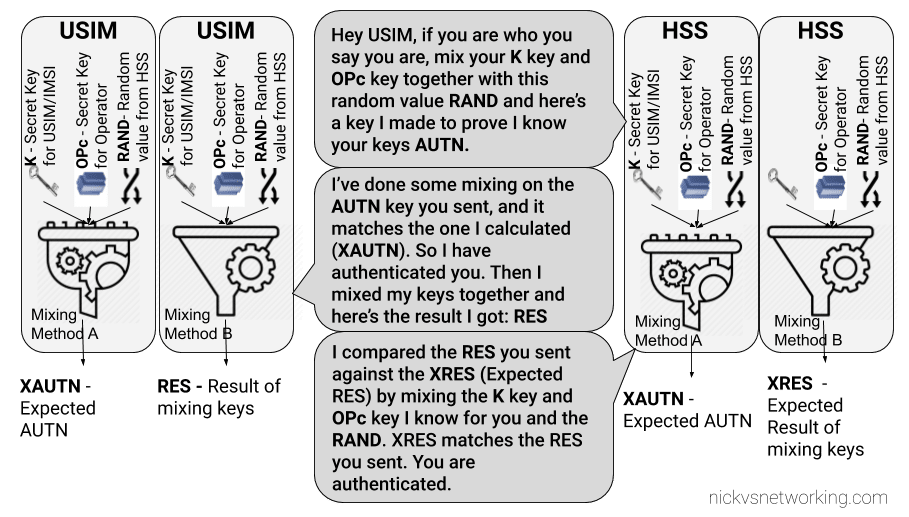 USIM
K - Secret Key
for USIM/IMSI
OPc - Secret Key
for Operator
RAND- Random
value from HSS
Mixing
Method A
XAUTN -
Expected
AUTN
USIM
K - Secret Key
for USIM/IMSI
OPc - Secret Key
for Operator
RAND- Random
value from HSS
Mixing
Method B
RES - Result of
mixing keys
Hey USIM, if you are who you
say you are, mix your K key and
OPc key together with this
random value RAND and here's
a key I made to prove I know
your keys AUTN.
I've done some mixing on the
AUTN key you sent, and it
matches the one I calculated
(XAUTN). So I have
authenticated you. Then I
mixed my keys together and
here's the result I got: RES
I compared the RES you sent
against the XRES (Expected
RES) by mixing the K key and
OPc key I know for you and the
RAND. XRES matches the RES
you sent. You are
authenticated.
HSS
K - Secret Key
for USIM/IMSI
OPc - Secret Key
for Operator
RAND- Random
value from HSS
Mixing
Method A
XAUTN -
Expected AUTN
HSS
OPc - Secret Key
for Operator
RAND- Random
value from HSS
Mixing
Method B
XRES -
Expected
Result of
mixing keys
nickvsnetworking.com